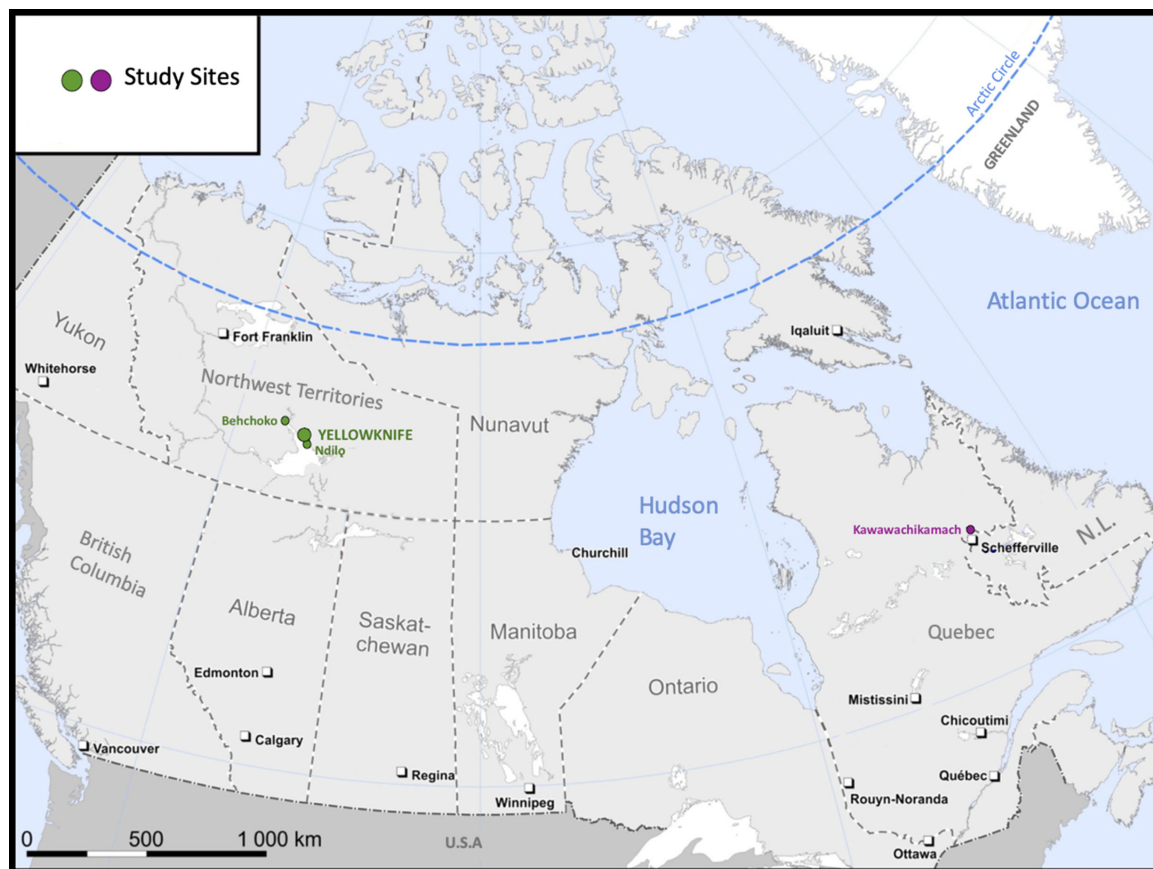 Study Sites
Arctic Circle
GREENLAND
Atlantic Ocean
Iqaluit
Yukon
Fort Franklin
Whitehorse
Northwest Territories
Behchoko
YELLOWKNIFE
Ndilǫ
Nunavut
Hudson
Bay
Kawawachikamach
Schefferville
N.L.
Churchill
British
Columbia
Alberta
Saskat-
chewan
Manitoba
Quebec
Ontario
Edmonton
Mistissini
Chicoutimi
Calgary
Vancouver
Regina
Québec
Winnipeg
Rouyn-Noranda
0 500 1 000 km
U.S.A
Ottawa